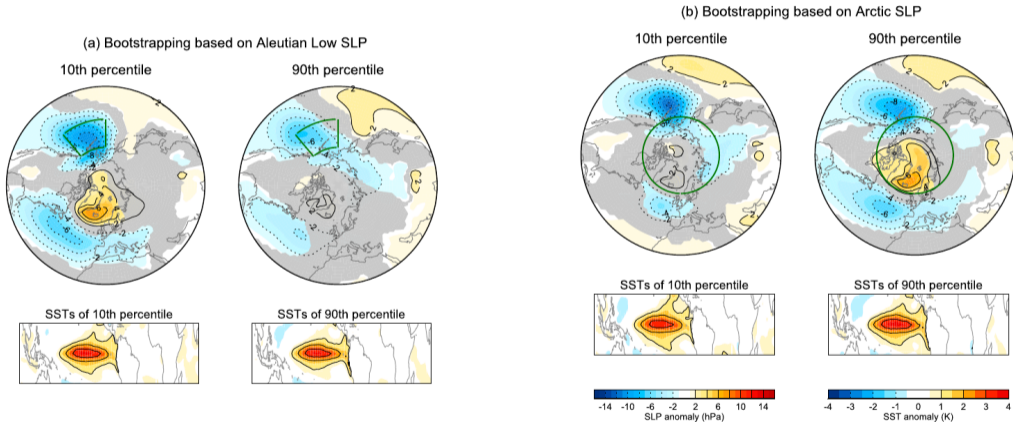 (a) Bootstrapping based on Aleutian Low SLP
10th percentile 90th percentile
SSTs of 10th percentile SSTs of 90th percentile
(b) Bootstrapping based on Arctic SLP
10th percentile 90th percentile
SSTs of 10th percentile SSTs of 90th percentile
-14 -10 -6 -2 2 6 10 14
SLP anomaly (hPa)
-4 -3 -2 -1 0 1 2 3 4
SST anomaly (K)